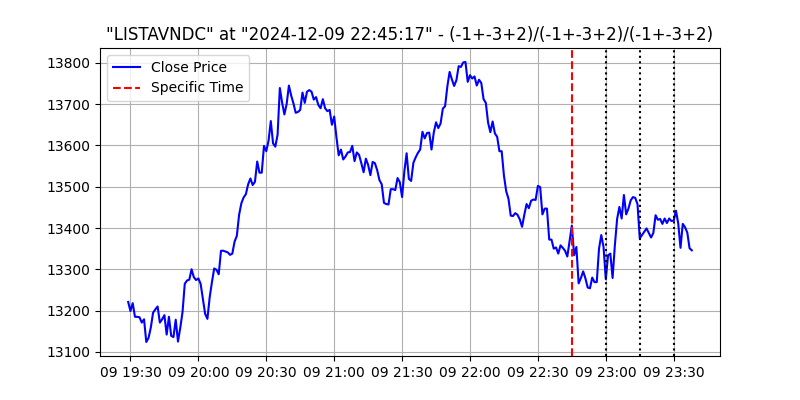 "LISTAVNDC" at "2024-12-09 22:45:17" - (-1+-3+2)/(-1+-3+2)/(-1+-3+2)
Close Price
Specific Time
13800
13700
13600
13500
13400
13300
13200
13100
09 19:30 09 20:00 09 20:30 09 21:00 09 21:30 09 22:00 09 22:30 09 23:00 09 23:30